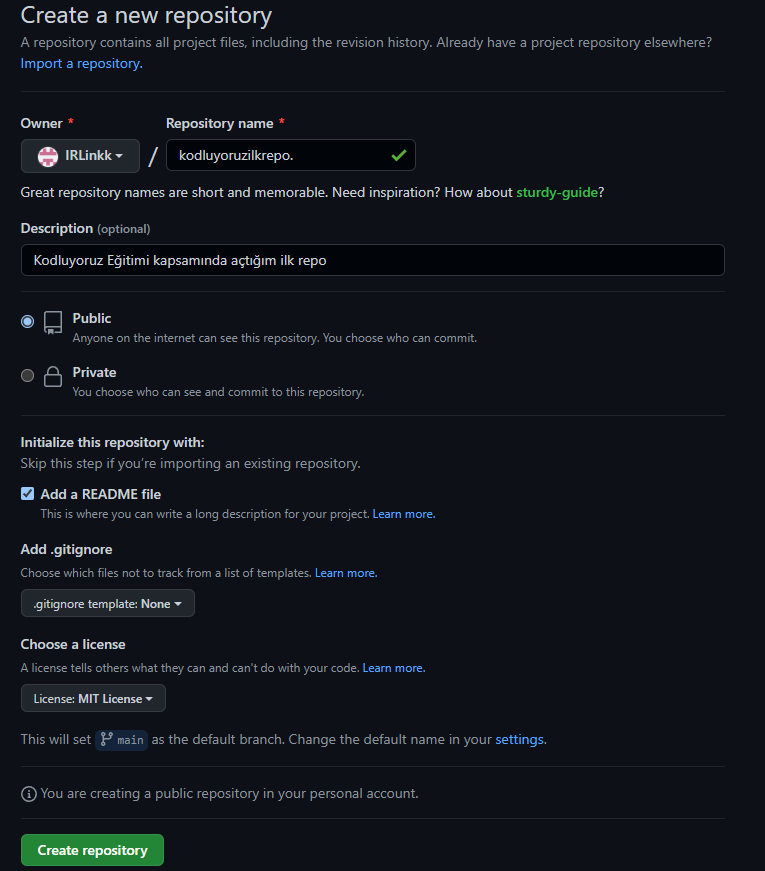 Create a new repository
A repository contains all project files, including the revision history. Already have a project repository elsewhere?
Import a repository.
Owner * Repository name *
IRLinkk / kodluyoruzilkrepo.
Great repository names are short and memorable. Need inspiration? How about sturdy-guide?
Description (optional)
Kodluyoruz Eğitimi kapsamında açtığım ilk repo
Public
Anyone on the internet can see this repository. You choose who can commit.
Private
You choose who can see and commit to this repository.
Initialize this repository with:
Skip this step if you're importing an existing repository.
Add a README file
This is where you can write a long description for your project. Learn more.
Add .gitignore
Choose which files not to track from a list of templates. Learn more.
.gitignore template: None
Choose a license
A license tells others what they can and can't do with your code. Learn more.
License: MIT License
This will set main as the default branch. Change the default name in your settings.
You are creating a public repository in your personal account.
Create repository